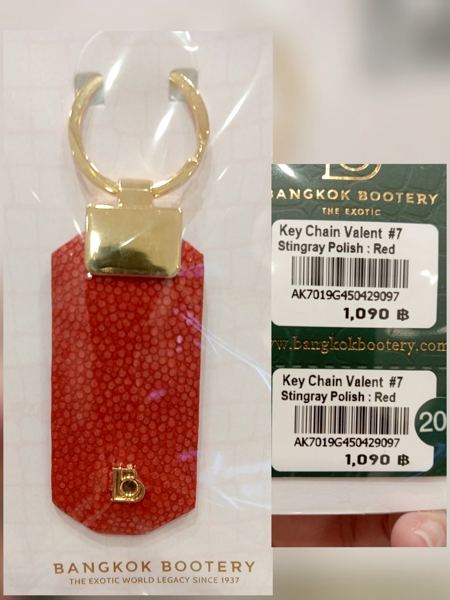 b
BANGKOK BOOTERY
THE EXOTIC WORLD LEGACY SINCE 1937
BANGKOK BOOTERY
THE EXOTIC
Key Chain Valent #7
Stingray Polish : Red
AK7019G450429097
1,090 ฿
www.bangkokbootery.com
Key Chain Valent #7
Stingray Polish : Red
20
AK7019G450429097
1,090 ฿